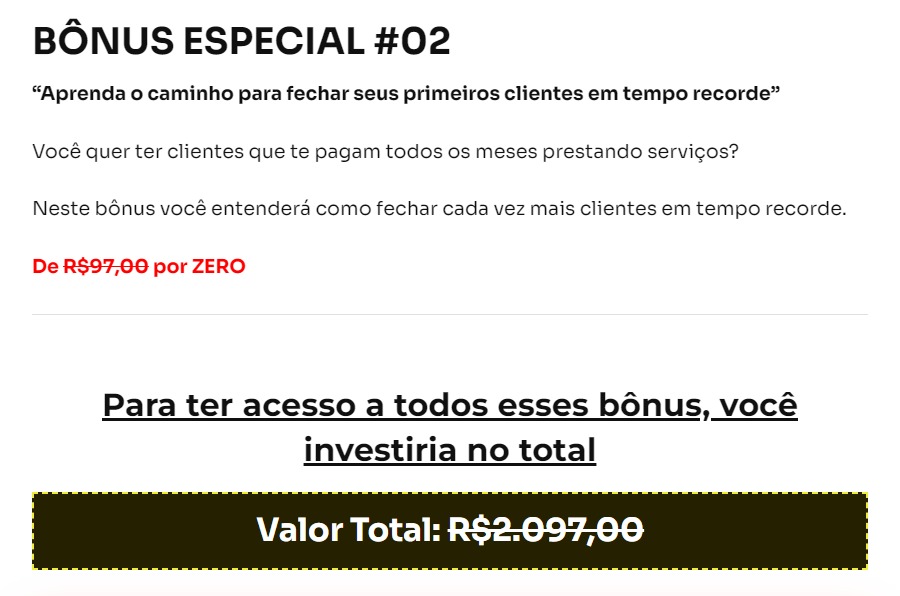 BÔNUS ESPECIAL #02
“Aprenda o caminho para fechar seus primeiros clientes em tempo recorde”
Você quer ter clientes que te pagam todos os meses prestando serviços?
Neste bônus você entenderá como fechar cada vez mais clientes em tempo recorde.
De R$97,00 por ZERO
Para ter acesso a todos esses bônus, você
investiria no total
Valor Total: R$2.097,00